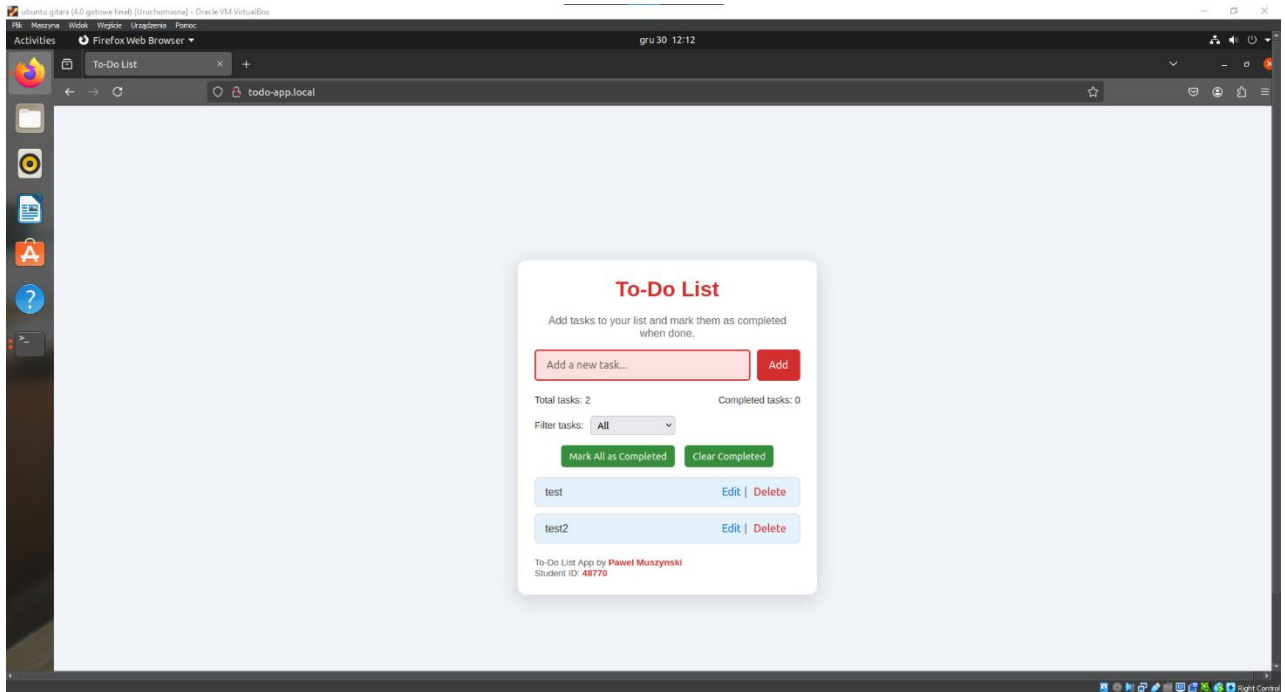 ubuntu gitara (4.0 gotowe final) [Uruchomiona] - Oracle VM VirtualBox
Plik Maszyna Widok Wejście Urządzenia Pomoc
Activities Firefox Web Browser gru 30 12:12
To-Do List
todo-app.local
To-Do List
Add tasks to your list and mark them as completed
when done.
Add a new task... Add
Total tasks: 2 Completed tasks: 0
Filter tasks: All
Mark All as Completed Clear Completed
test Edit | Delete
test2 Edit | Delete
To-Do List App by Pawel Muszynski
Student ID: 48770
Right Control